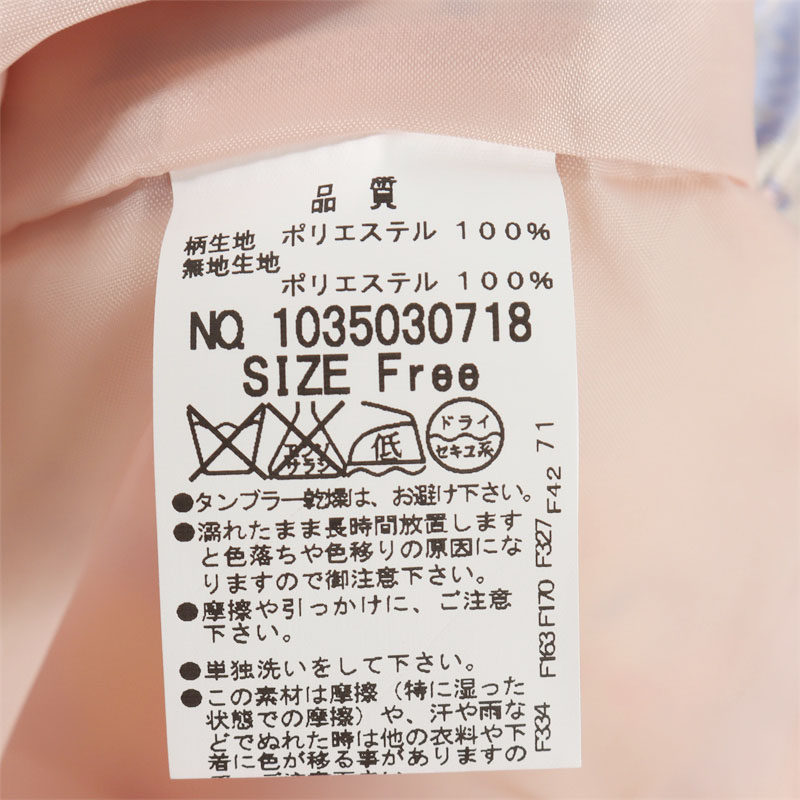 品質
柄生地 ポリエステル 100%
無地生地
ポリエステル 100%
NO. 1035030718
SIZE Free
エンソ サラシ
低
ドライ
セキユ系
●タンブラー乾燥は、お避け下さい。
●濡れたまま長時間放置します
と色落ちや色移りの原因にな
りますので御注意下さい。
●摩擦や引っかけに、ご注意
下さい。
●単独洗いをして下さい。
●この素材は摩擦（特に湿った
状態での摩擦）や、汗や雨な
どでぬれた時は他の衣料や下
着に色が移る事がありますの
F334 F163 F170 F327 F42 71